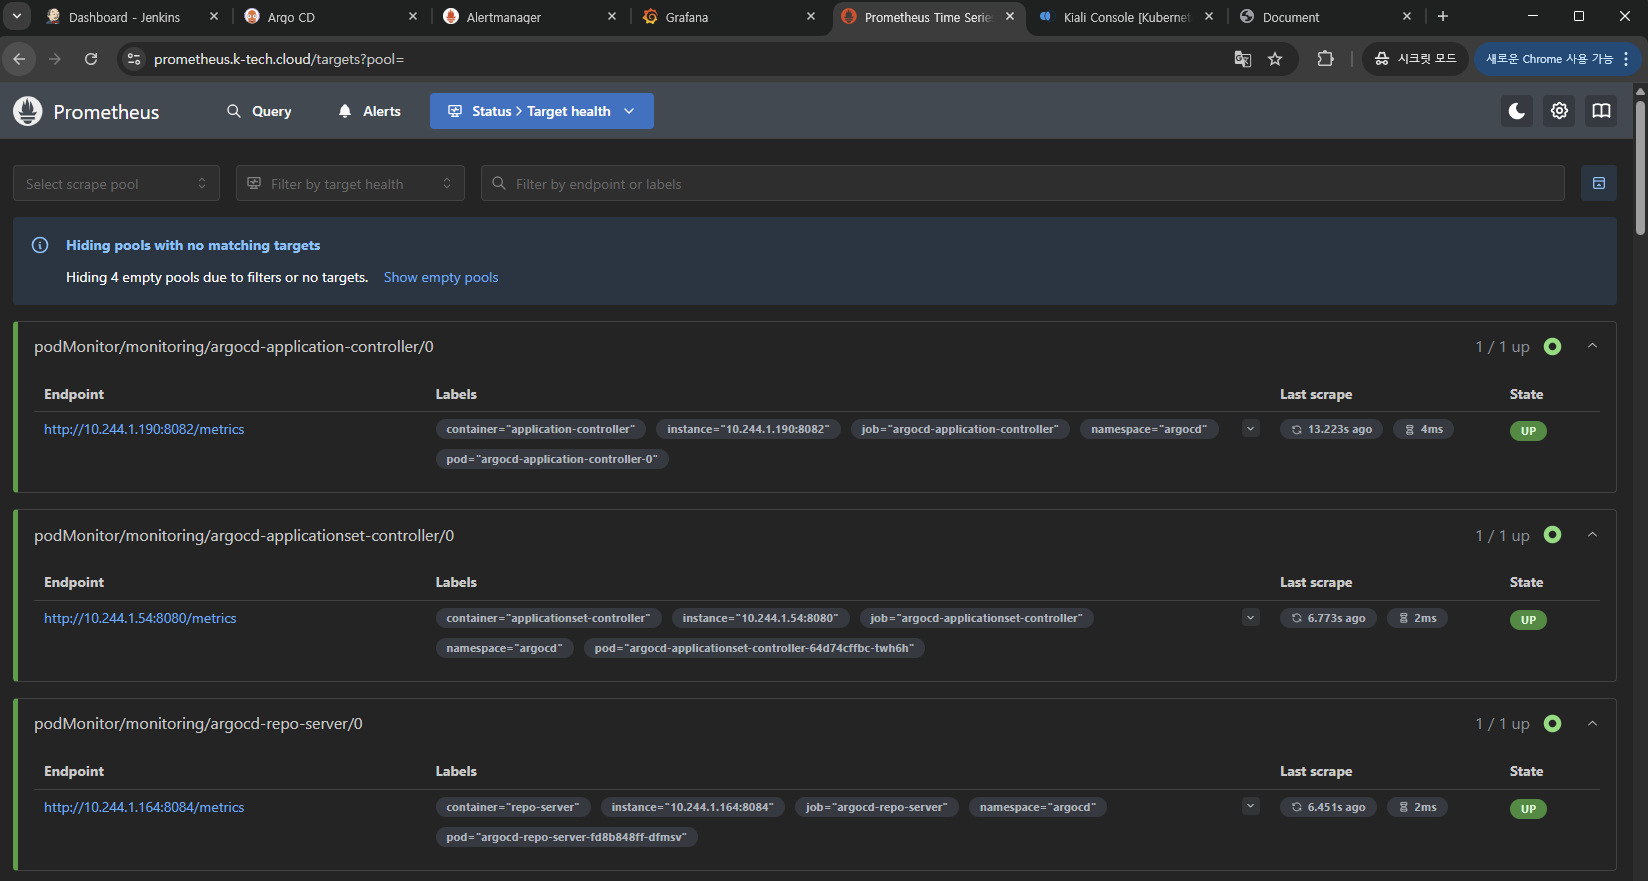 Dashboard - Jenkins
Argo CD
Alertmanager
Grafana
Prometheus Time Serie
Kiali Console [Kubernet
Document
prometheus.k-tech.cloud/targets?pool=
시크릿 모드
새로운 Chrome 사용 가능
Prometheus
Query
Alerts
Status > Target health
Select scrape pool
Filter by target health
Filter by endpoint or labels
Hiding pools with no matching targets
Hiding 4 empty pools due to filters or no targets. Show empty pools
podMonitor/monitoring/argocd-application-controller/0
1 / 1 up
Endpoint Labels Last scrape State
http://10.244.1.190:8082/metrics container="application-controller" instance="10.244.1.190:8082" job="argocd-application-controller" namespace="argocd" 13.223s ago 4ms UP
pod="argocd-application-controller-0"
podMonitor/monitoring/argocd-applicationset-controller/0
1 / 1 up
Endpoint Labels Last scrape State
http://10.244.1.54:8080/metrics container="applicationset-controller" instance="10.244.1.54:8080" job="argocd-applicationset-controller" 6.773s ago 2ms UP
namespace="argocd" pod="argocd-applicationset-controller-64d74cffbc-twh6h"
podMonitor/monitoring/argocd-repo-server/0
1 / 1 up
Endpoint Labels Last scrape State
http://10.244.1.164:8084/metrics container="repo-server" instance="10.244.1.164:8084" job="argocd-repo-server" namespace="argocd" 6.451s ago 2ms UP
pod="argocd-repo-server-fd8b848ff-dfmsv"